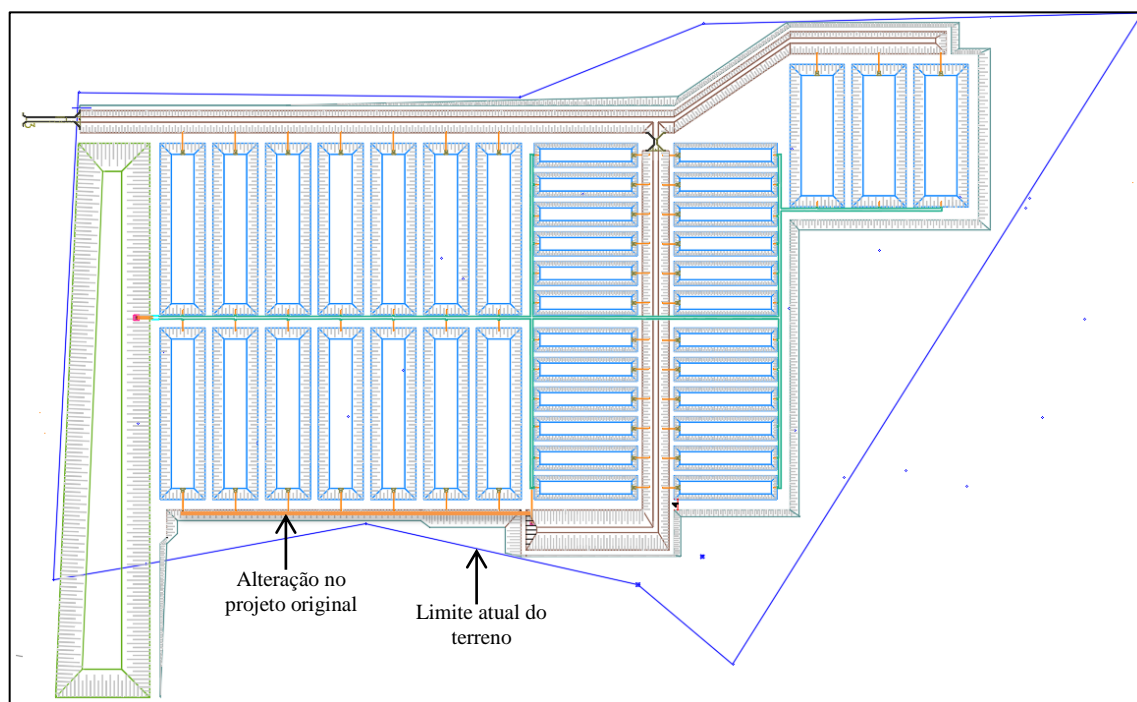 Alteração no
projeto original
Limite atual do
terreno